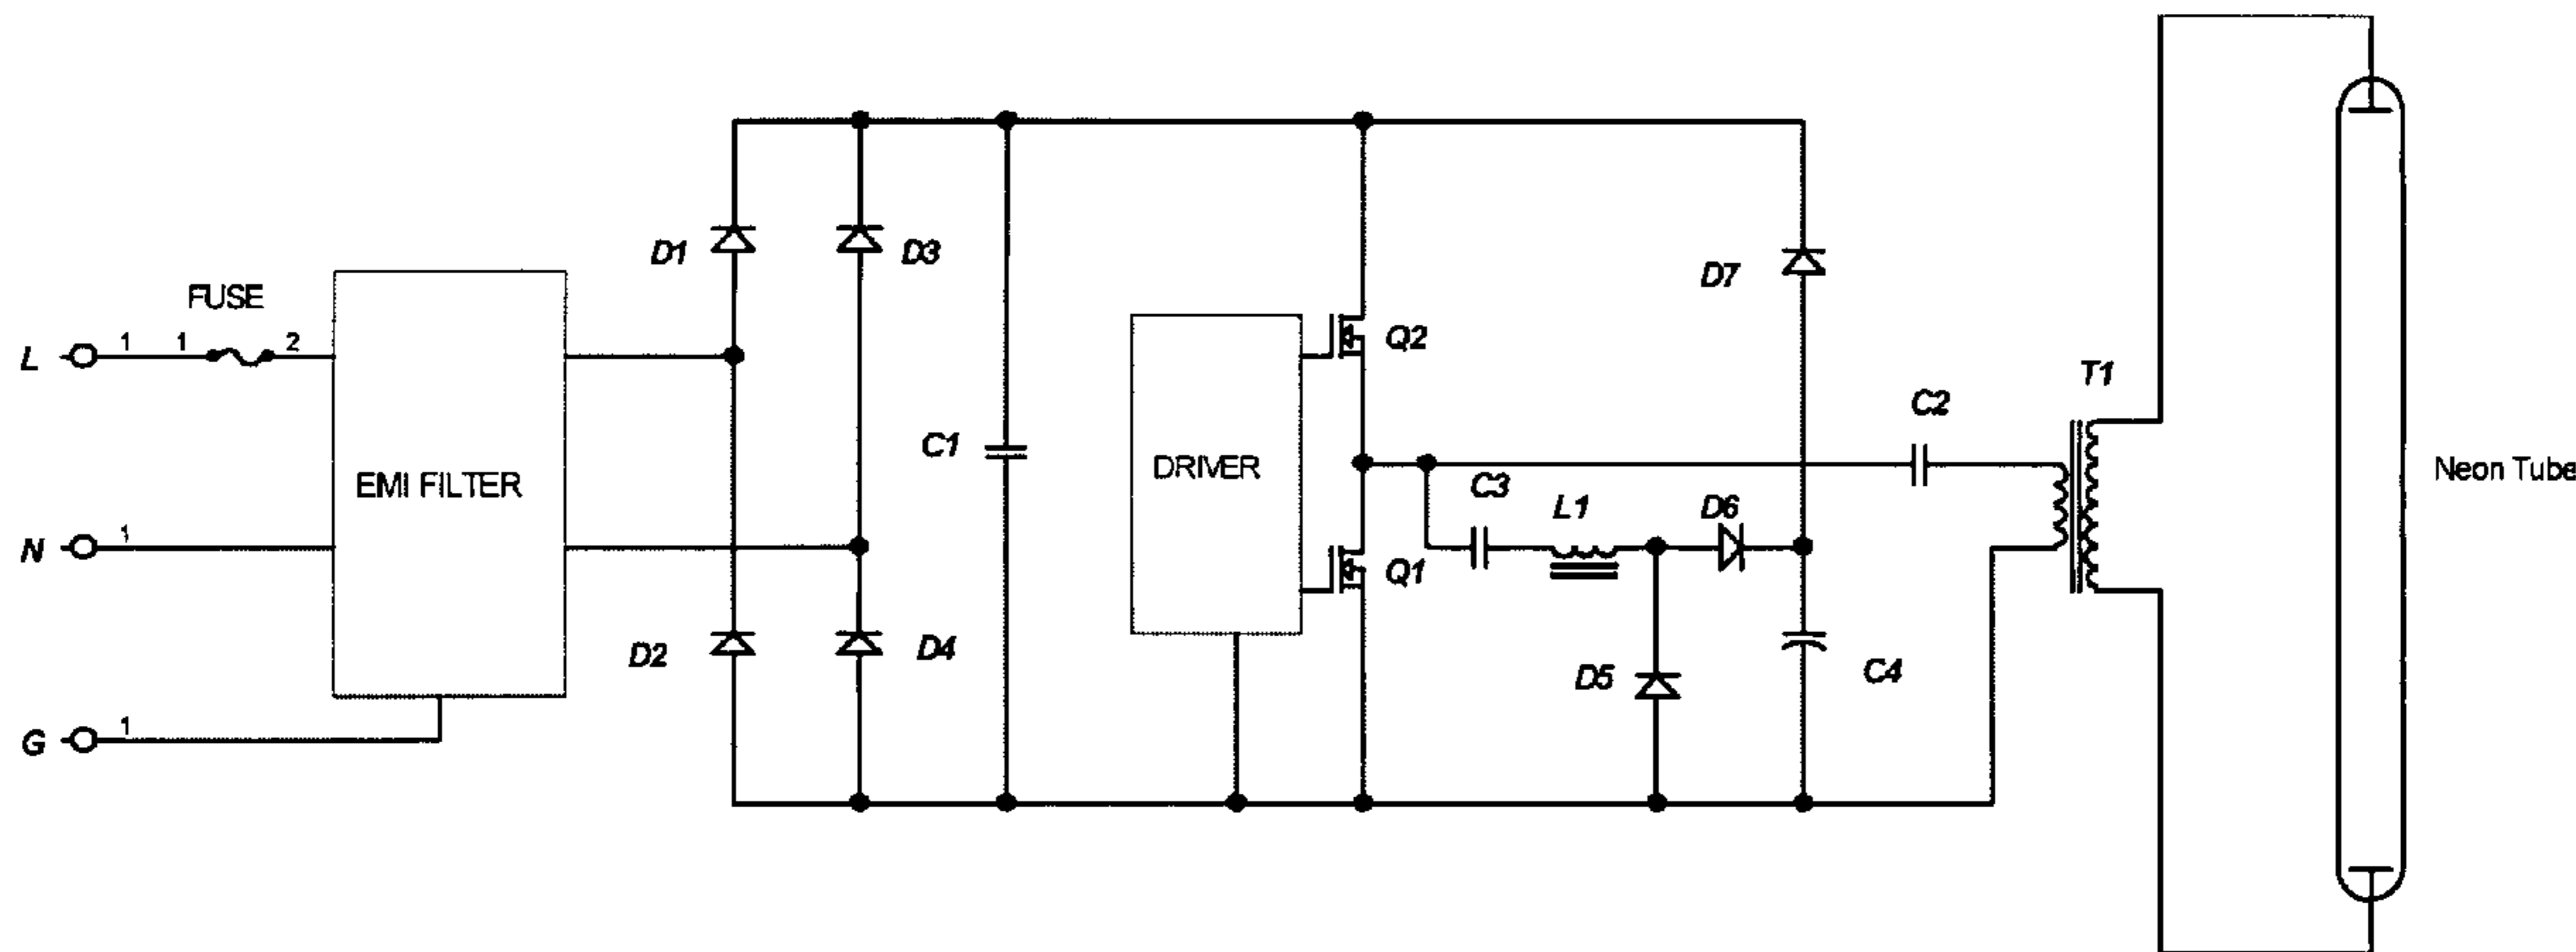 FUSE
L 1 1 2
EMI FILTER
N 1
G 1
D1
D3
D2
D4
C1
DRIVER
Q2
Q1
C3
L1
D6
D5
D7
C4
C2
T1
Neon Tube